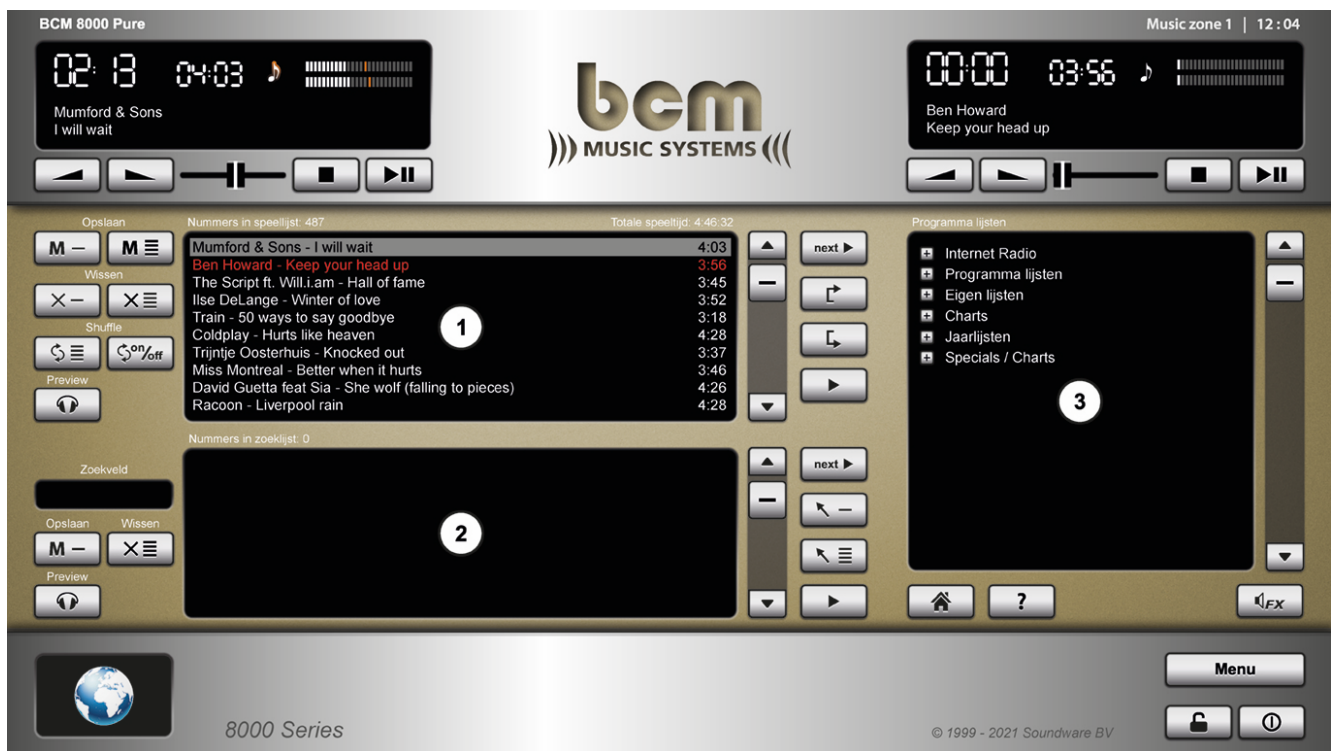 BCM 8000 Pure
Music zone 1 | 12:04
02:13 04:03
Mumford & Sons
I will wait
bcm
MUSIC SYSTEMS
00:00 03:56
Ben Howard
Keep your head up
Opslaan
M M
Wissen
Shuffle
on/off
Preview
Nummers in speellijst: 487 Totale speeltijd: 4:46:32
Mumford & Sons - I will wait 4:03
Ben Howard - Keep your head up 3:56
The Script ft. Will.i.am - Hall of fame 3:45
Ilse DeLange - Winter of love 3:52
Train - 50 ways to say goodbye 3:18
Coldplay - Hurts like heaven 4:28
Trijntje Oosterhuis - Knocked out 3:37
Miss Montreal - Better when it hurts 3:46
David Guetta feat Sia - She wolf (falling to pieces) 4:26
Racoon - Liverpool rain 4:28
1
next
Programma lijsten
Internet Radio
Programma lijsten
Eigen lijsten
Charts
Jaarlijsten
Specials / Charts
3
Zoekveld
Opslaan Wissen
M
Preview
Nummers in zoeklijst: 0
2
next
?
FX
8000 Series
© 1999 - 2021 Soundware BV
Menu